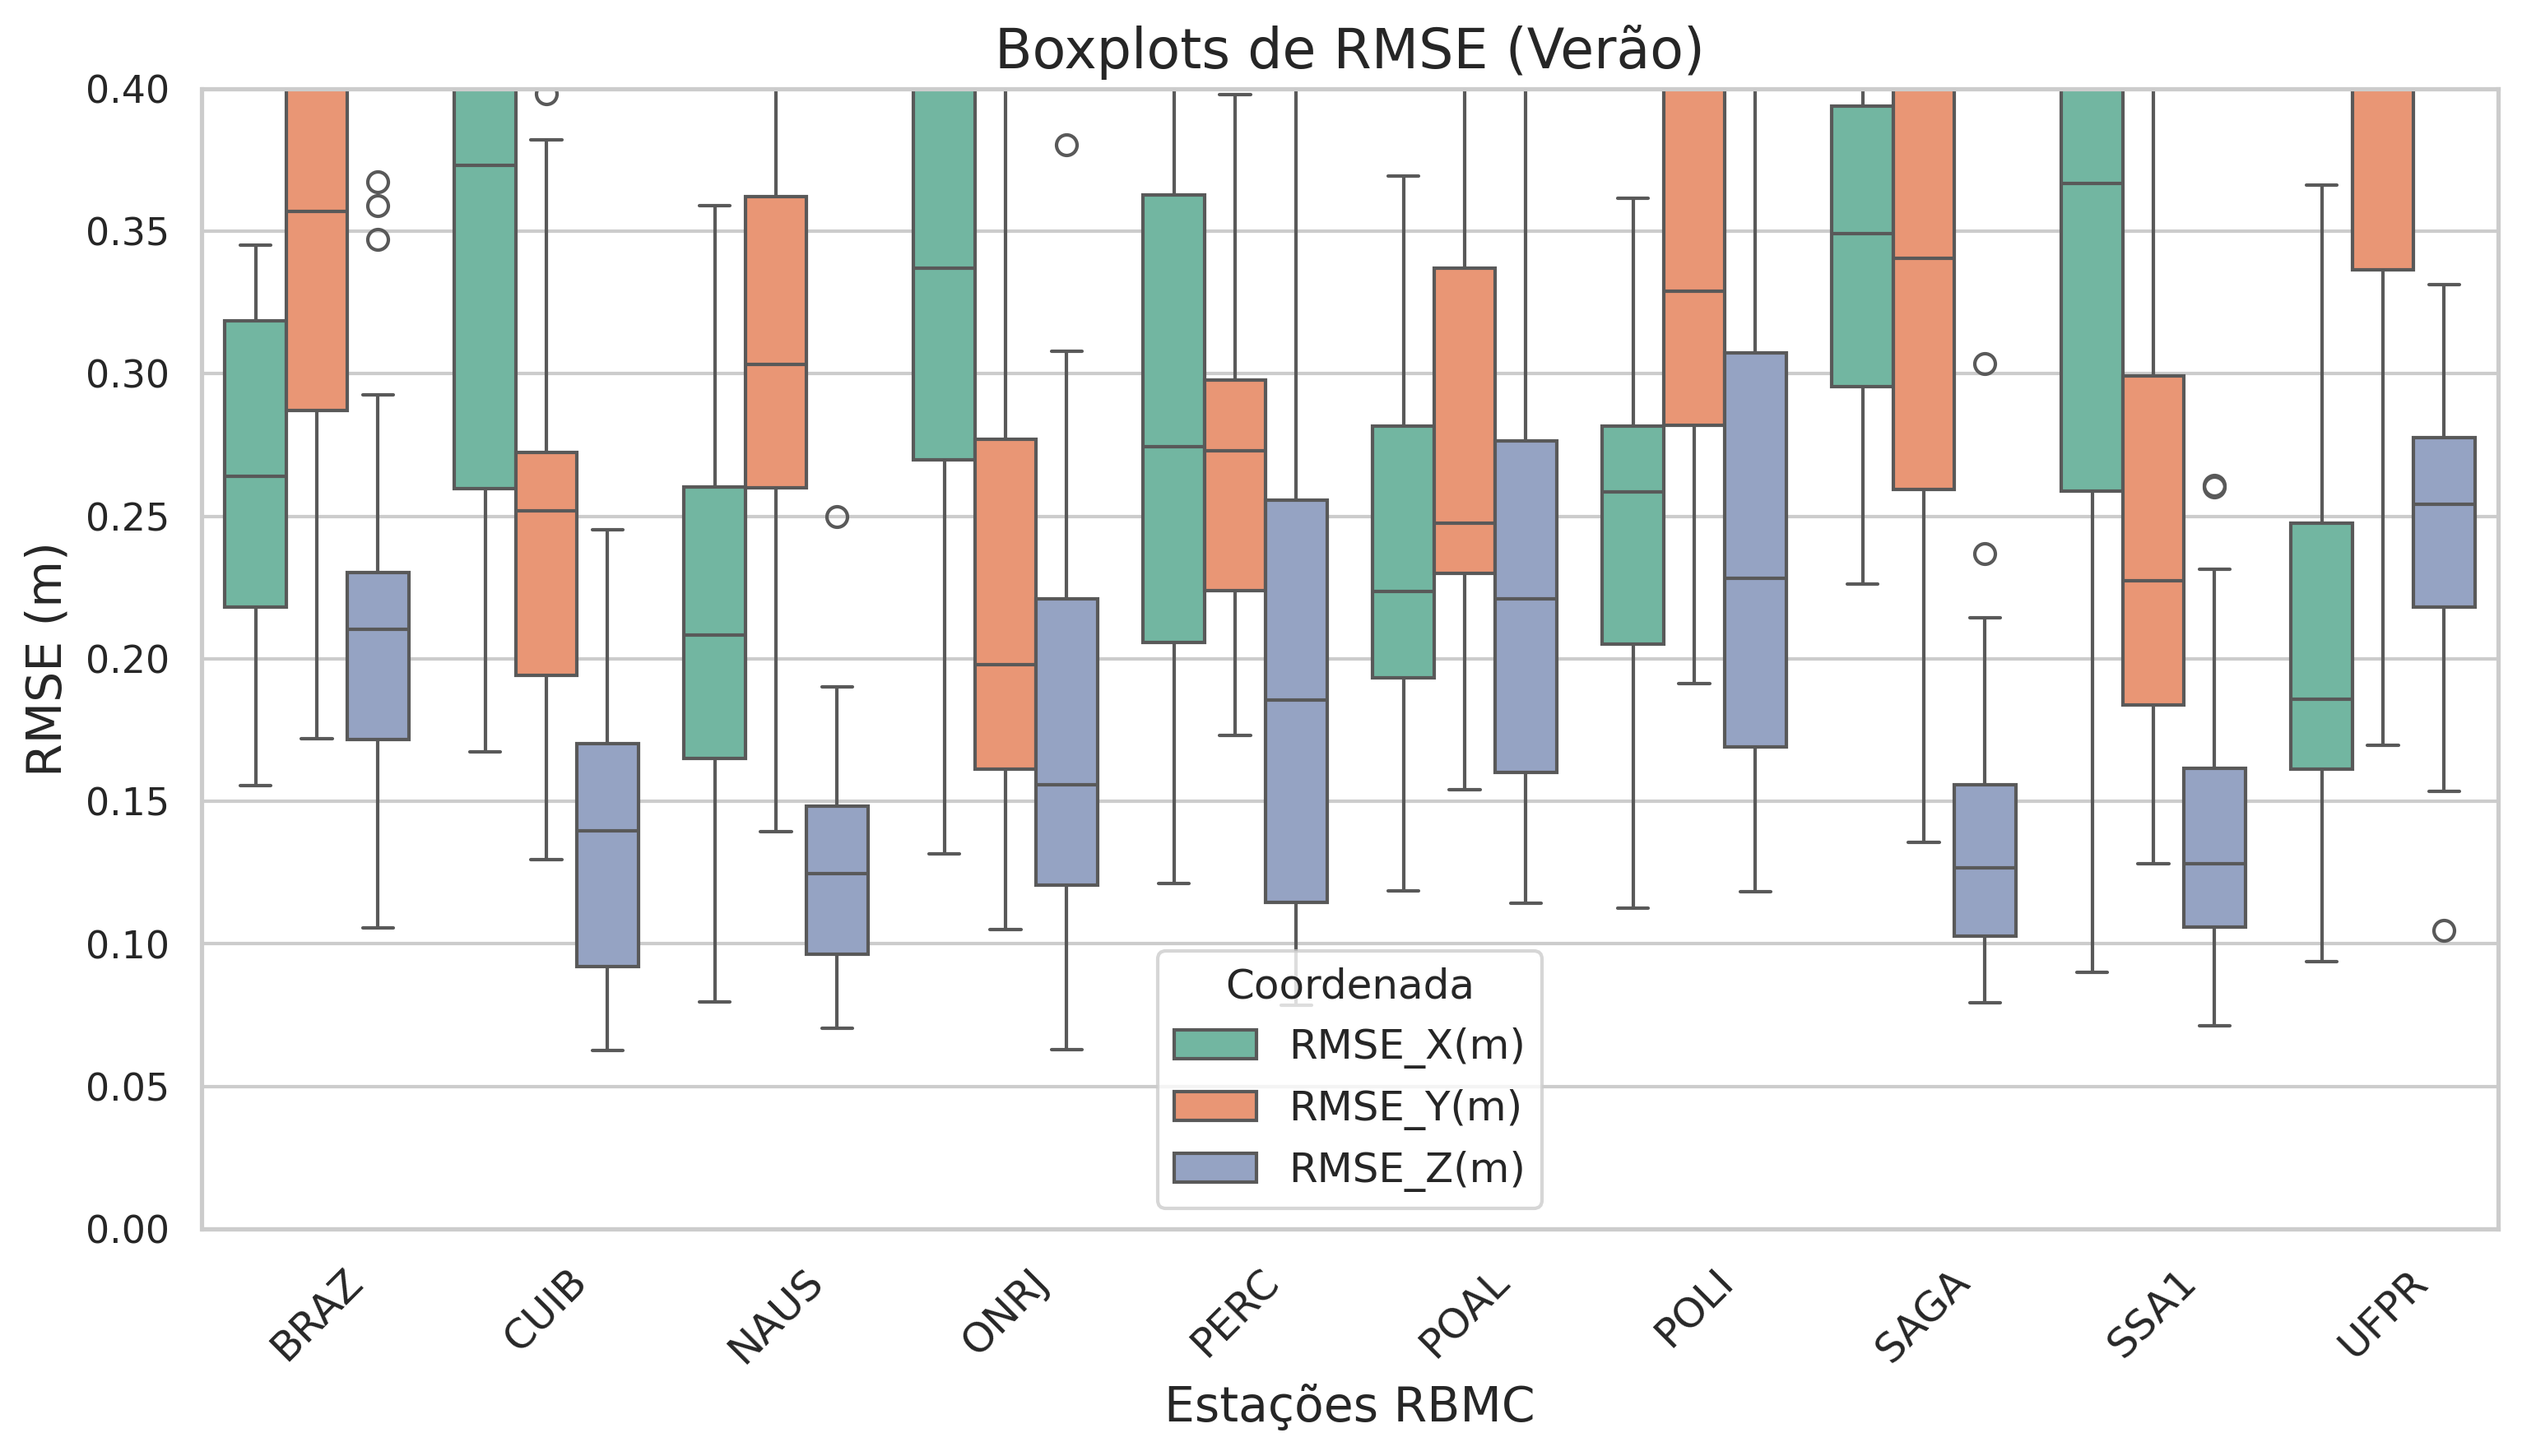 Boxplots de RMSE (Verão)
0.40
0.35
0.30
0.25
0.20
0.15
0.10
0.05
0.00
RMSE (m)
Coordenada
RMSE_X(m)
RMSE_Y(m)
RMSE_Z(m)
BRAZ
CUIB
NAUS
ONRJ
PERC
POAL
POLI
SAGA
SSA1
UFPR
Estações RBMC